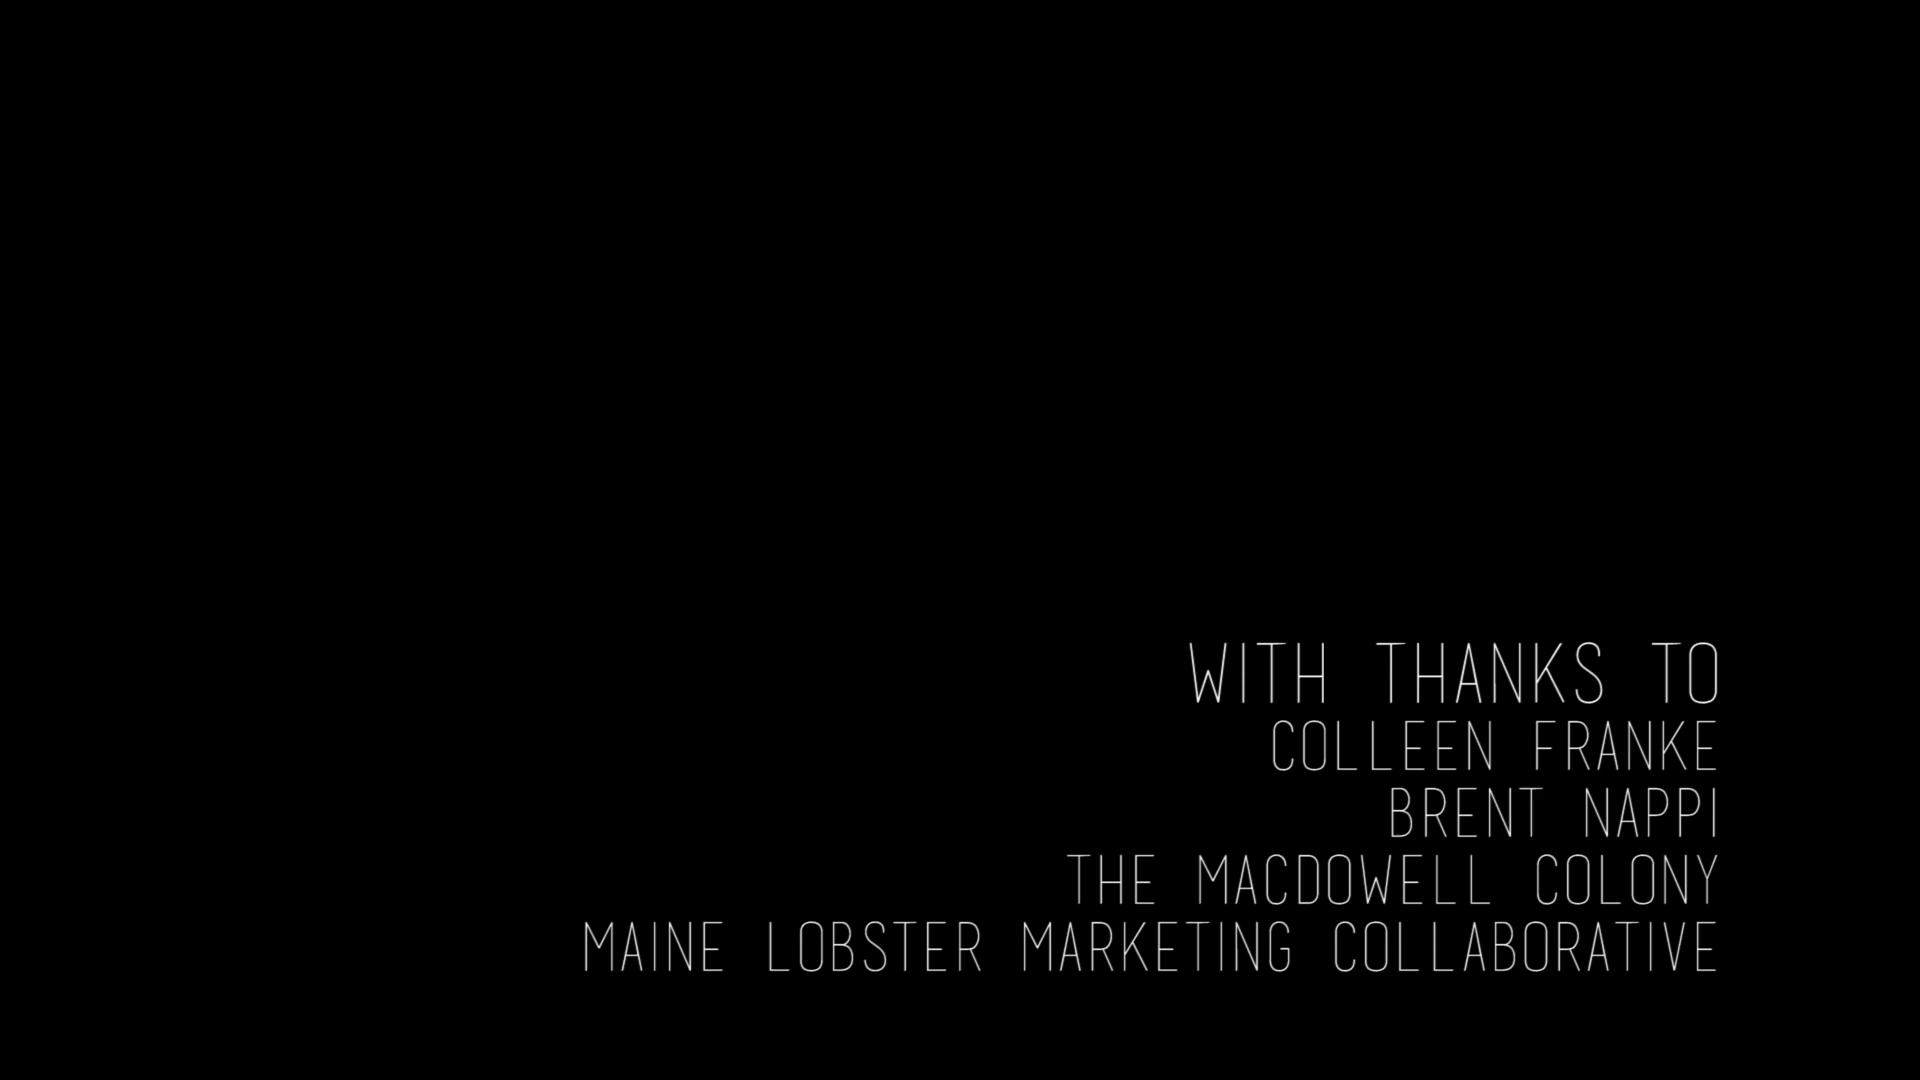 WITH THANKS TO
COLLEEN FRANKE
BRENT NAPPI
THE MACDOWELL COLONY
MAINE LOBSTER MARKETING COLLABORATIVE